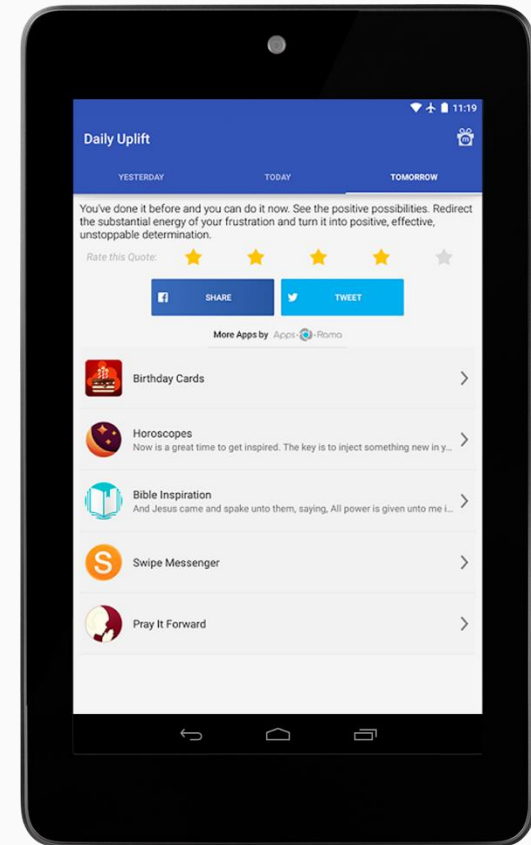 11:19
Daily Uplift
m
YESTERDAY TODAY TOMORROW
You've done it before and you can do it now. See the positive possibilities. Redirect
the substantial energy of your frustration and turn it into positive, effective,
unstoppable determination.
Rate this Quote:
f SHARE TWEET
More Apps by Apps-O-Rama
Birthday Cards
Horoscopes
Now is a great time to get inspired. The key is to inject something new in y...
Bible Inspiration
And Jesus came and spake unto them, saying, All power is given unto me i...
S Swipe Messenger
Pray It Forward